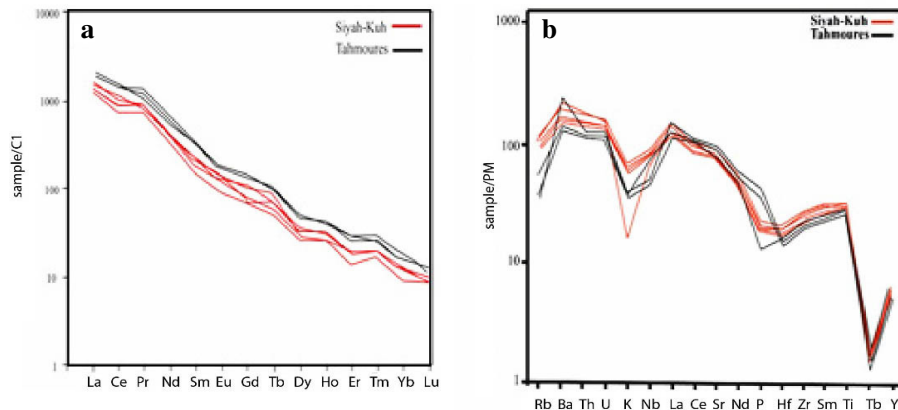 a
Siyah-Kuh
Tahmoures
10000
1000
100
10
1
sample/C1
La Ce Pr Nd Sm Eu Gd Tb Dy Ho Er Tm Yb Lu
b
Siyah-Kuh
Tahmoures
1000
100
10
1
sample/PM
Rb Ba Th U K Nb La Ce Sr Nd P Hf Zr Sm Ti Tb Y